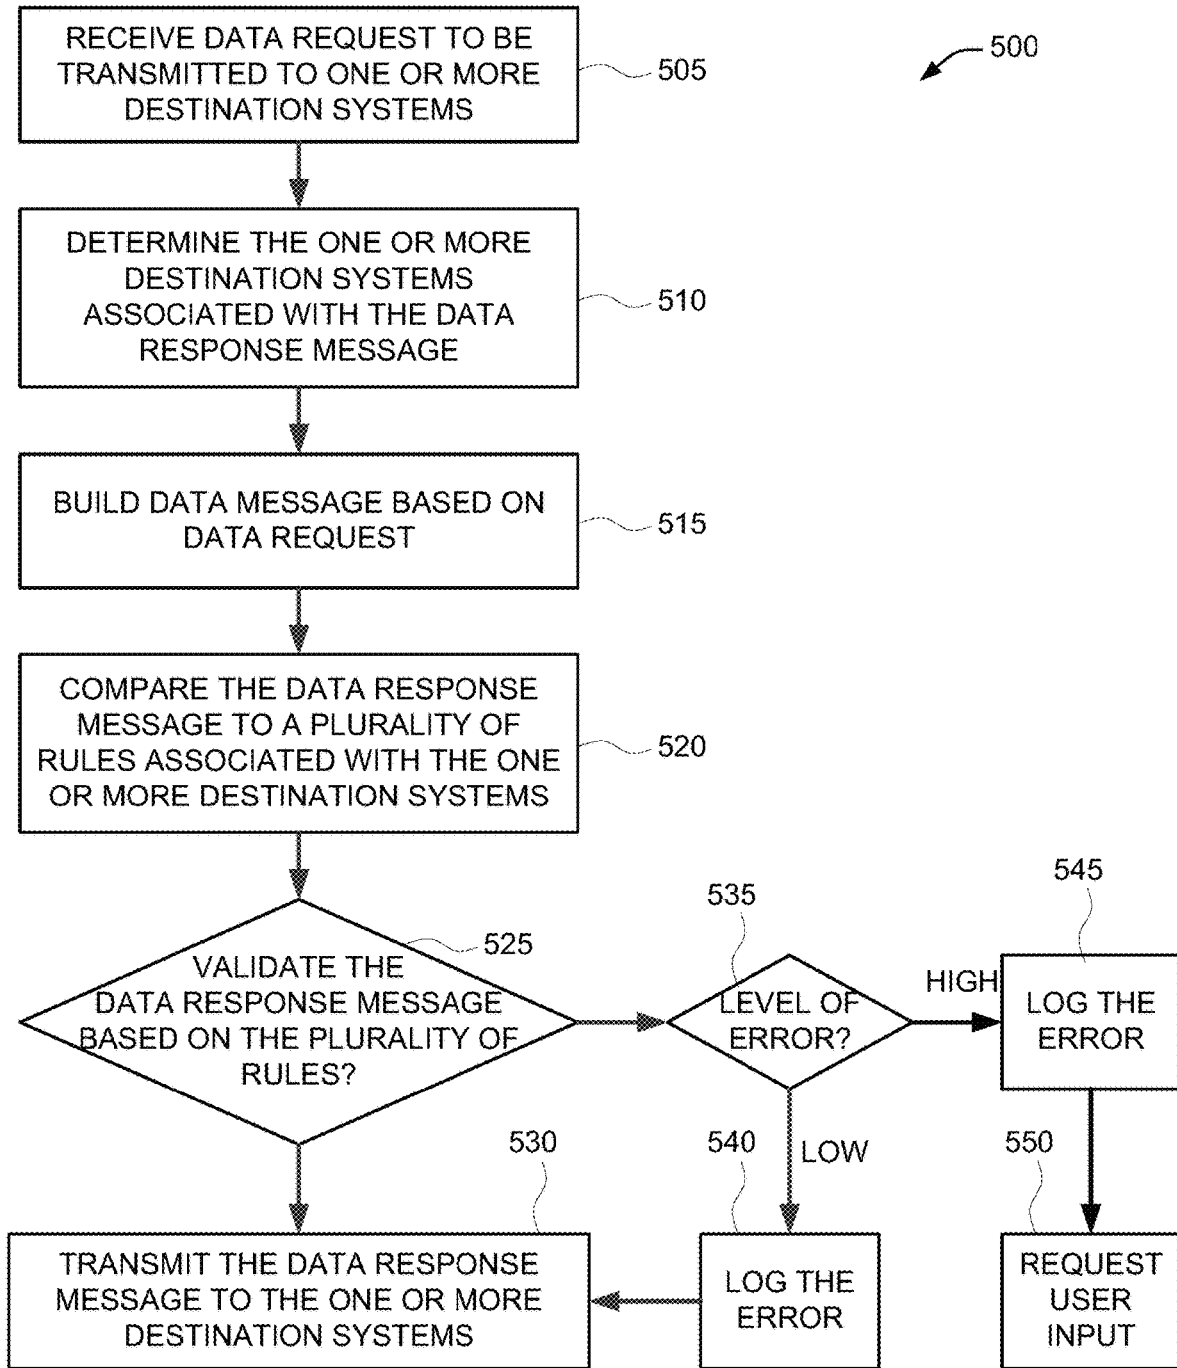 RECEIVE DATA REQUEST TO BE
TRANSMITTED TO ONE OR MORE
DESTINATION SYSTEMS
505
500
DETERMINE THE ONE OR MORE
DESTINATION SYSTEMS
ASSOCIATED WITH THE DATA
RESPONSE MESSAGE
510
BUILD DATA MESSAGE BASED ON
DATA REQUEST
515
COMPARE THE DATA RESPONSE
MESSAGE TO A PLURALITY OF
RULES ASSOCIATED WITH THE ONE
OR MORE DESTINATION SYSTEMS
520
VALIDATE THE
DATA RESPONSE MESSAGE
BASED ON THE PLURALITY OF
RULES?
525
535
LEVEL OF
ERROR?
HIGH
545
LOG THE
ERROR
LOW
530
TRANSMIT THE DATA RESPONSE
MESSAGE TO THE ONE OR MORE
DESTINATION SYSTEMS
540
LOG THE
ERROR
550
REQUEST
USER
INPUT